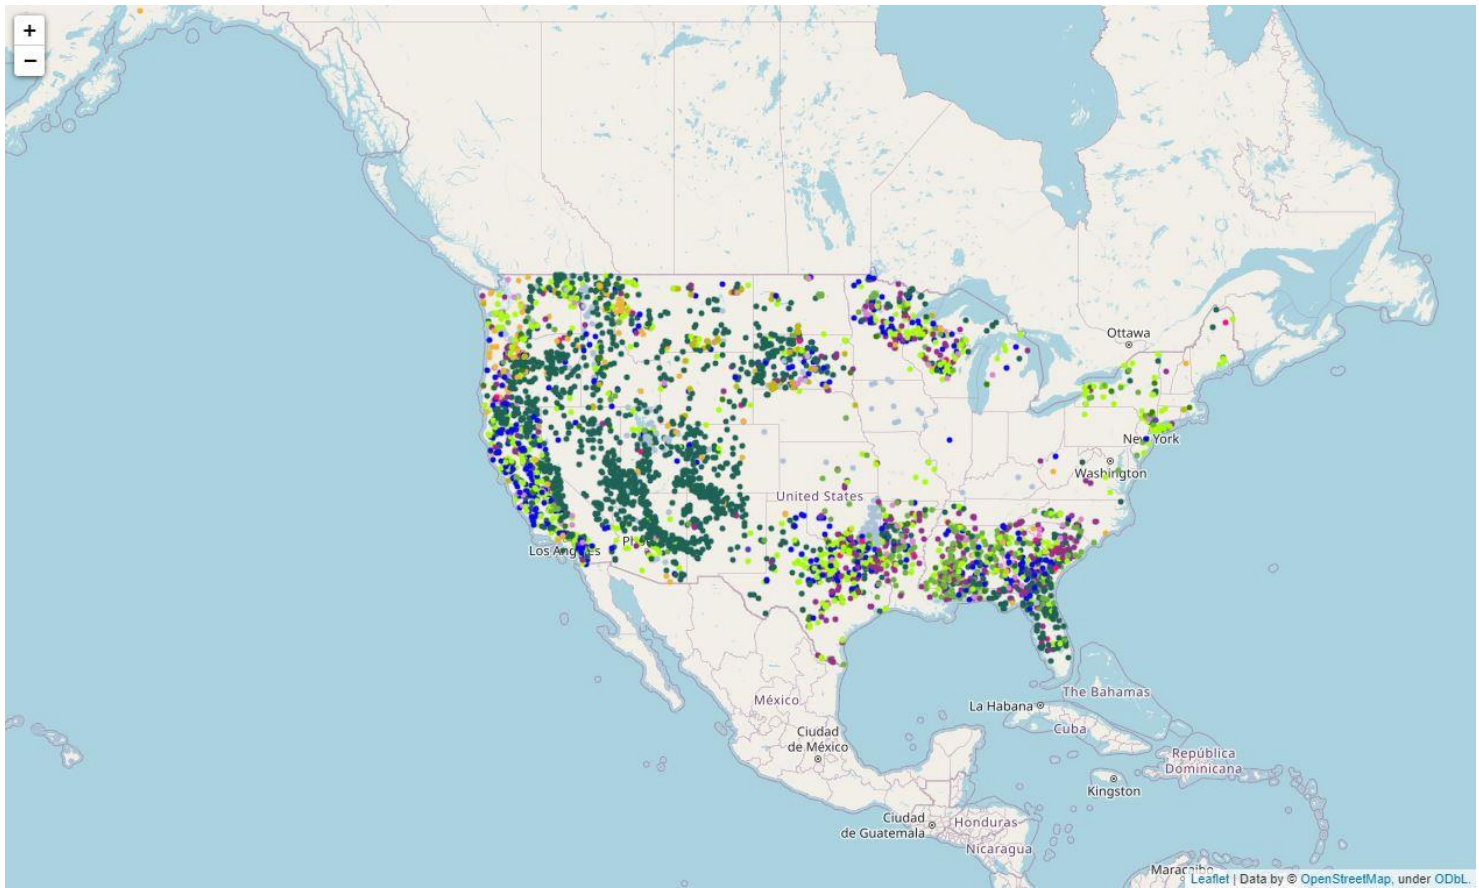 +
−
Ottawa
New York
Washington
United States
Los Angeles
México
La Habana
The Bahamas
Ciudad
de México
Cuba
República
Dominicana
Kingston
Ciudad
de Guatemala
Honduras
Nicaragua
Leaflet | Data by © OpenStreetMap, under ODbL.